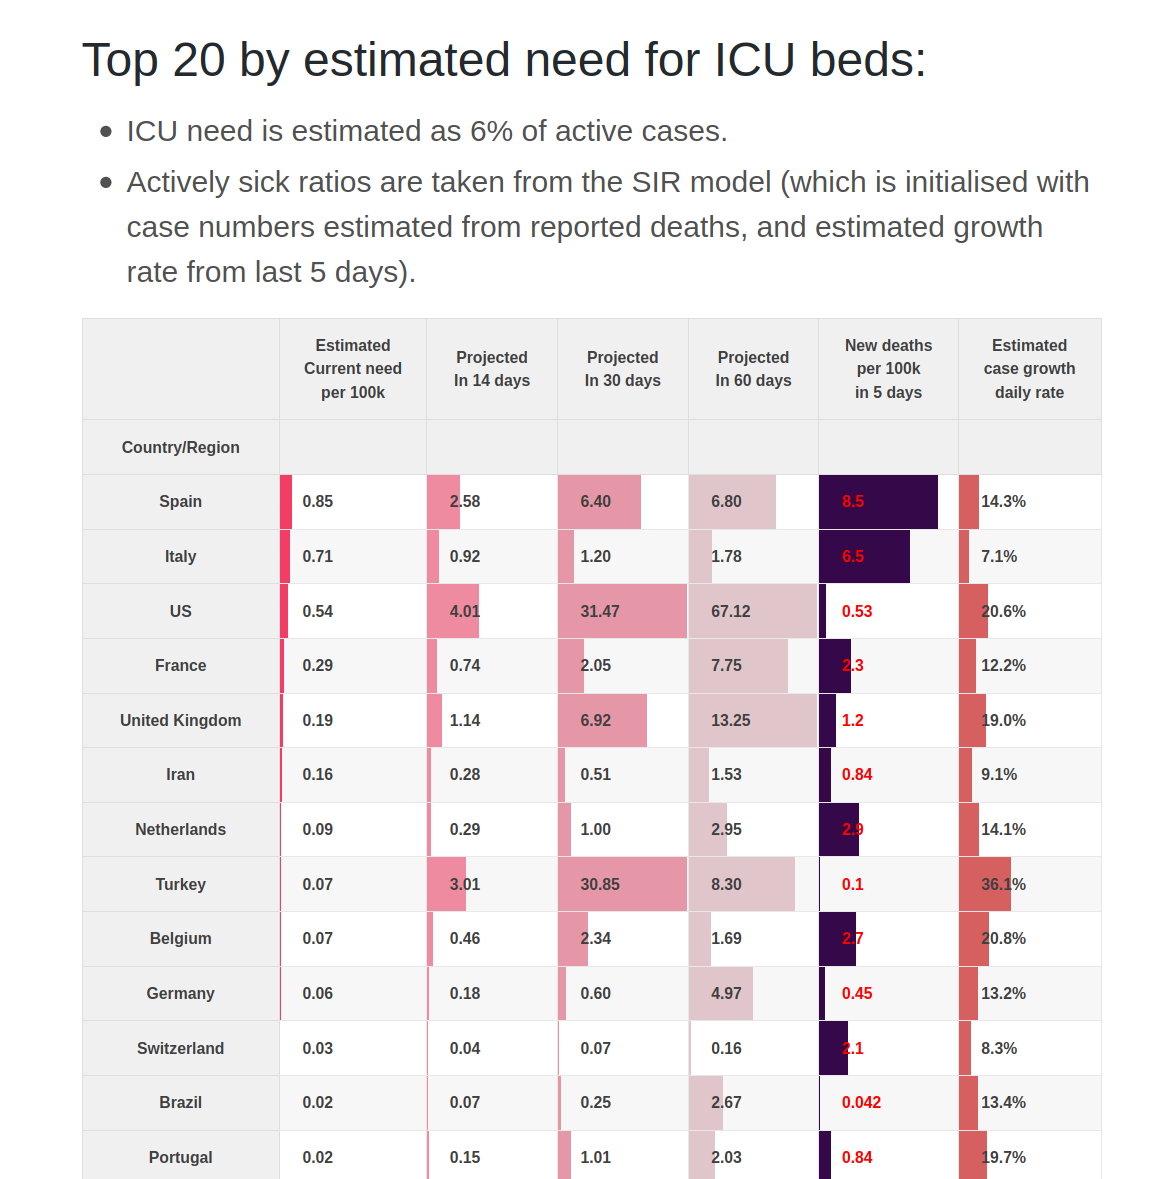 Top 20 by estimated need for ICU beds:
ICU need is estimated as 6% of active cases.
Actively sick ratios are taken from the SIR model (which is initialised with
case numbers estimated from reported deaths, and estimated growth
rate from last 5 days).
Estimated Current need per 100k Projected In 14 days Projected In 30 days Projected In 60 days New deaths per 100k in 5 days Estimated case growth daily rate
Country/Region
Spain 0.85 2.58 6.40 6.80 8.5 14.3%
Italy 0.71 0.92 1.20 1.78 6.5 7.1%
US 0.54 4.01 31.47 67.12 0.53 20.6%
France 0.29 0.74 2.05 7.75 2.3 12.2%
United Kingdom 0.19 1.14 6.92 13.25 1.2 19.0%
Iran 0.16 0.28 0.51 1.53 0.84 9.1%
Netherlands 0.09 0.29 1.00 2.95 2.9 14.1%
Turkey 0.07 3.01 30.85 8.30 0.1 36.1%
Belgium 0.07 0.46 2.34 1.69 2.7 20.8%
Germany 0.06 0.18 0.60 4.97 0.45 13.2%
Switzerland 0.03 0.04 0.07 0.16 2.1 8.3%
Brazil 0.02 0.07 0.25 2.67 0.042 13.4%
Portugal 0.02 0.15 1.01 2.03 0.84 19.7%